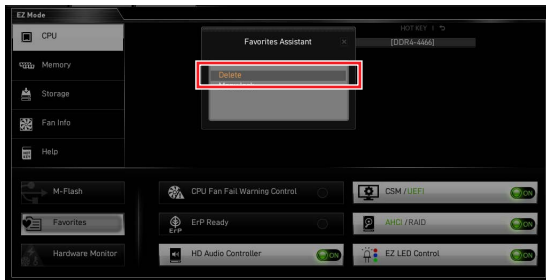 EZ Mode
HOT KEY
CPU
Favorites Assistant
[DDR4-4466]
Memory
Delete
Storage
Fan Info
Help
M-Flash
CPU Fan Fail Warning Control
CSM /UEFI
ON
Favorites
ErP
ErP Ready
AHCI /RAID
ON
Hardware Monitor
HD Audio Controller
ON
EZ LED Control
ON